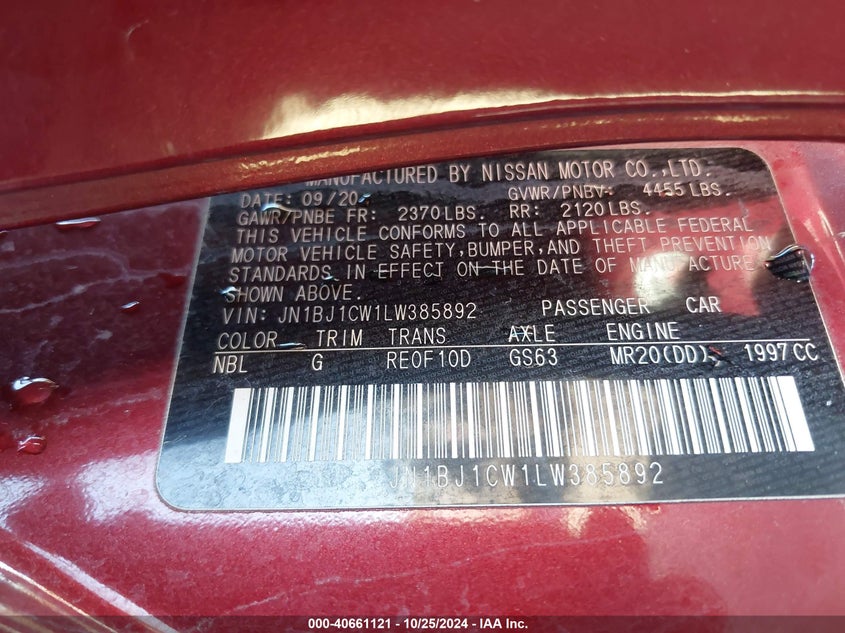 MANUFACTURED BY NISSAN MOTOR CO.,LTD.
DATE: 09/20 GVWR/PNBV: 4455 LBS.
GAWR/PNBE FR: 2370 LBS. RR: 2120 LBS.
THIS VEHICLE CONFORMS TO ALL APPLICABLE FEDERAL
MOTOR VEHICLE SAFETY,BUMPER,AND THEFT PREVENTION
STANDARDS IN EFFECT ON THE DATE OF MANUFACTURE
SHOWN ABOVE.
VIN: JN1BJ1CW1LW385892 PASSENGER CAR
COLOR TRIM TRANS AXLE ENGINE
NBL G RE0F10D GS63 MR20(DD) 1997CC
JN1BJ1CW1LW385892
000-40661121 - 10/25/2024 - IAA Inc.